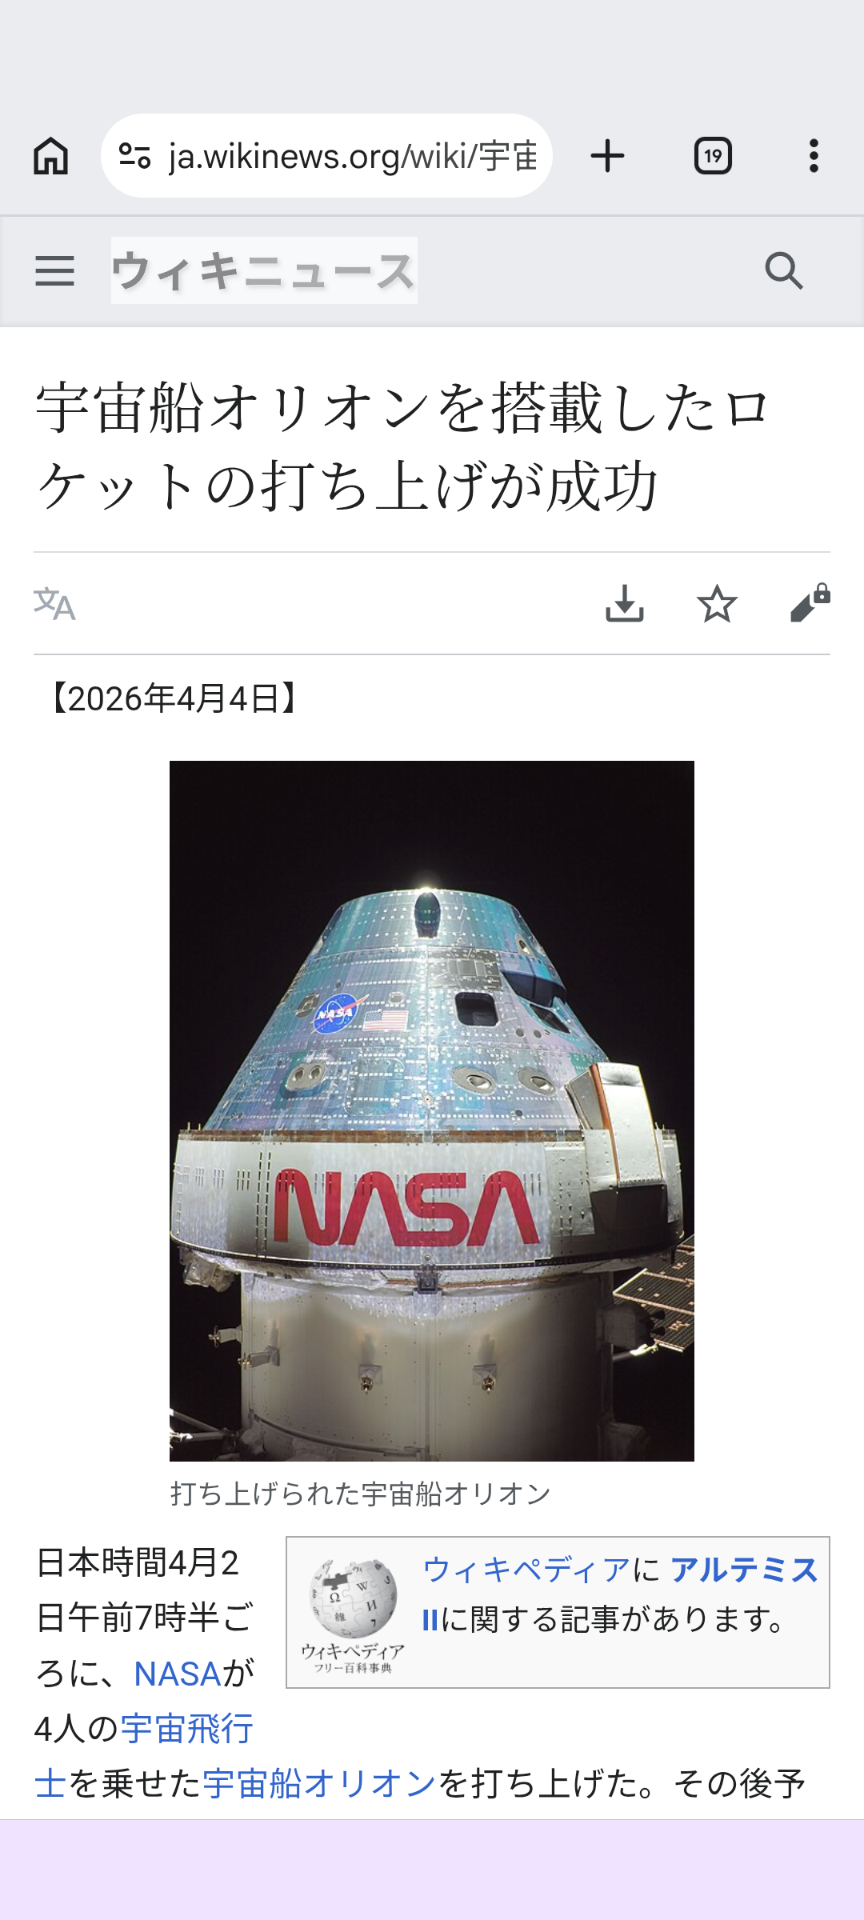 ja.wikinews.org/wiki/宇宙
19
ウィキニュース
宇宙船オリオンを搭載したロ
ケットの打ち上げが成功
文A
【2026年4月4日】
NASA
NASA
打ち上げられた宇宙船オリオン
日本時間4月2
日午前7時半ご
ろに、NASAが
4人の宇宙飛行
士を乗せた宇宙船オリオンを打ち上げた。その後予
Ω W
維 И
ウィキペディア
フリー百科事典
ウィキペディアに アルテミス
IIに関する記事があります。